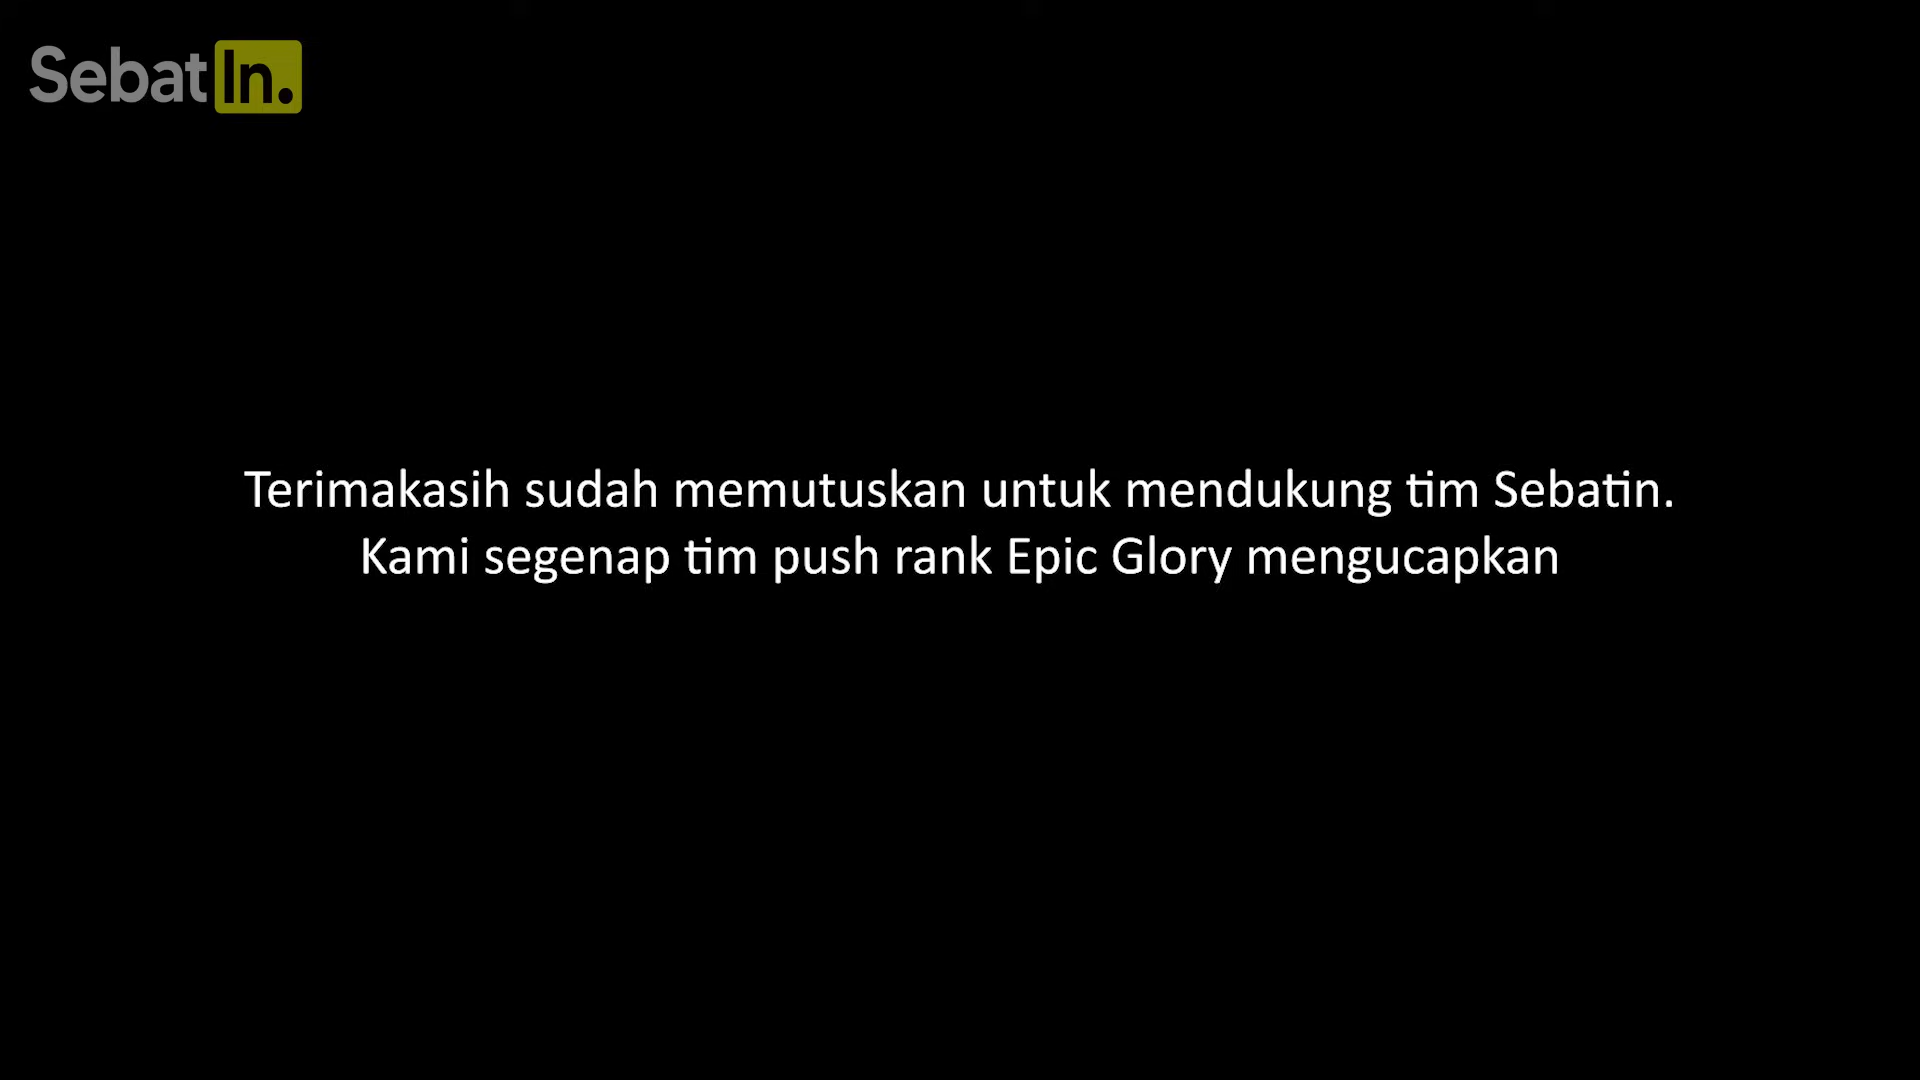 SebatIn.
Terimakasih sudah memutuskan untuk mendukung tim Sebatin.
Kami segenap tim push rank Epic Glory mengucapkan